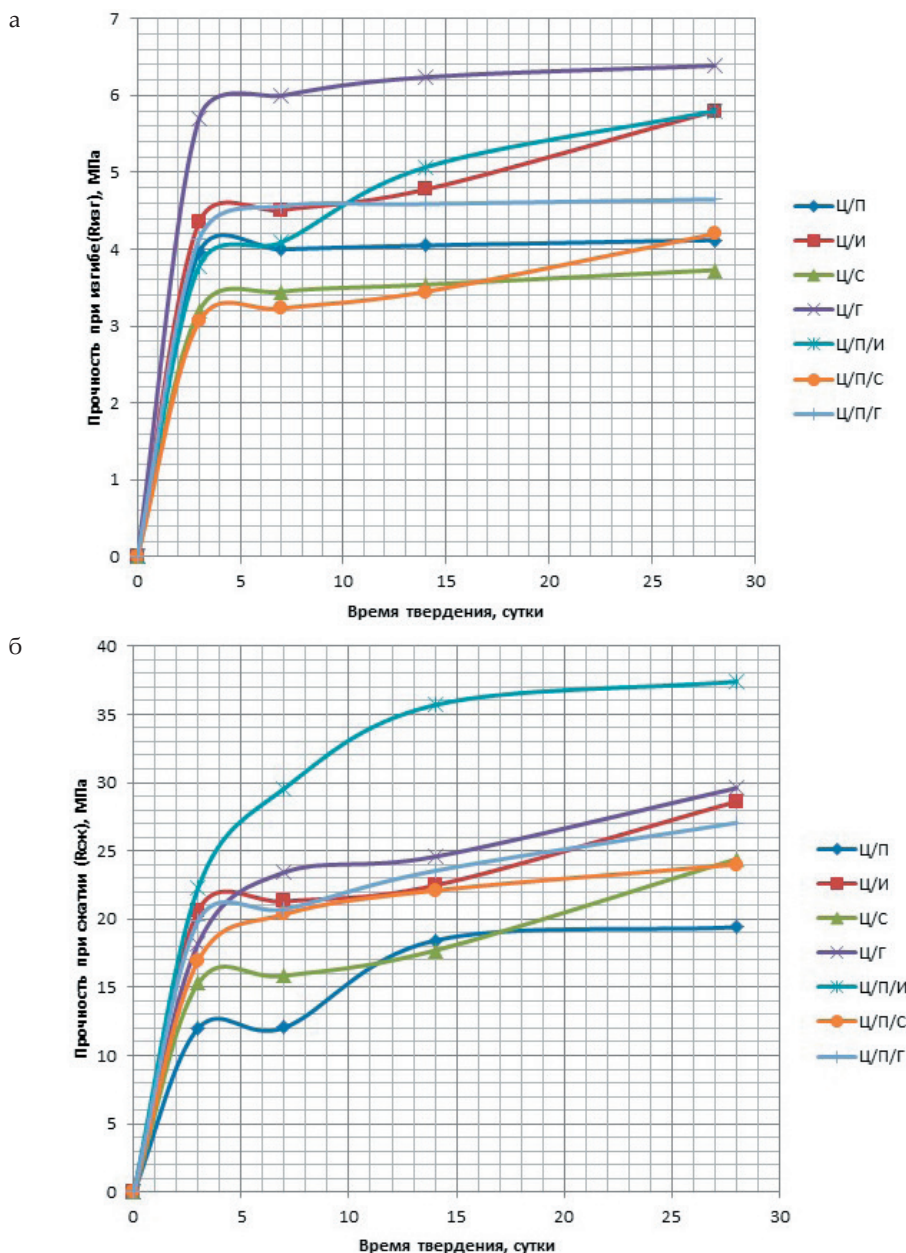 а
7
6
5
4
3
2
1
0
Прочность при изгибе(Rизг), МПа
0 5 10 15 20 25 30
Время твердения, сутки
Ц/П
Ц/И
Ц/С
Ц/Г
Ц/П/И
Ц/П/С
Ц/П/Г
б
40
35
30
25
20
15
10
5
0
Прочность при сжатии (Rсж), МПа
0 5 10 15 20 25 30
Время твердения, сутки
Ц/П
Ц/И
Ц/С
Ц/Г
Ц/П/И
Ц/П/С
Ц/П/Г